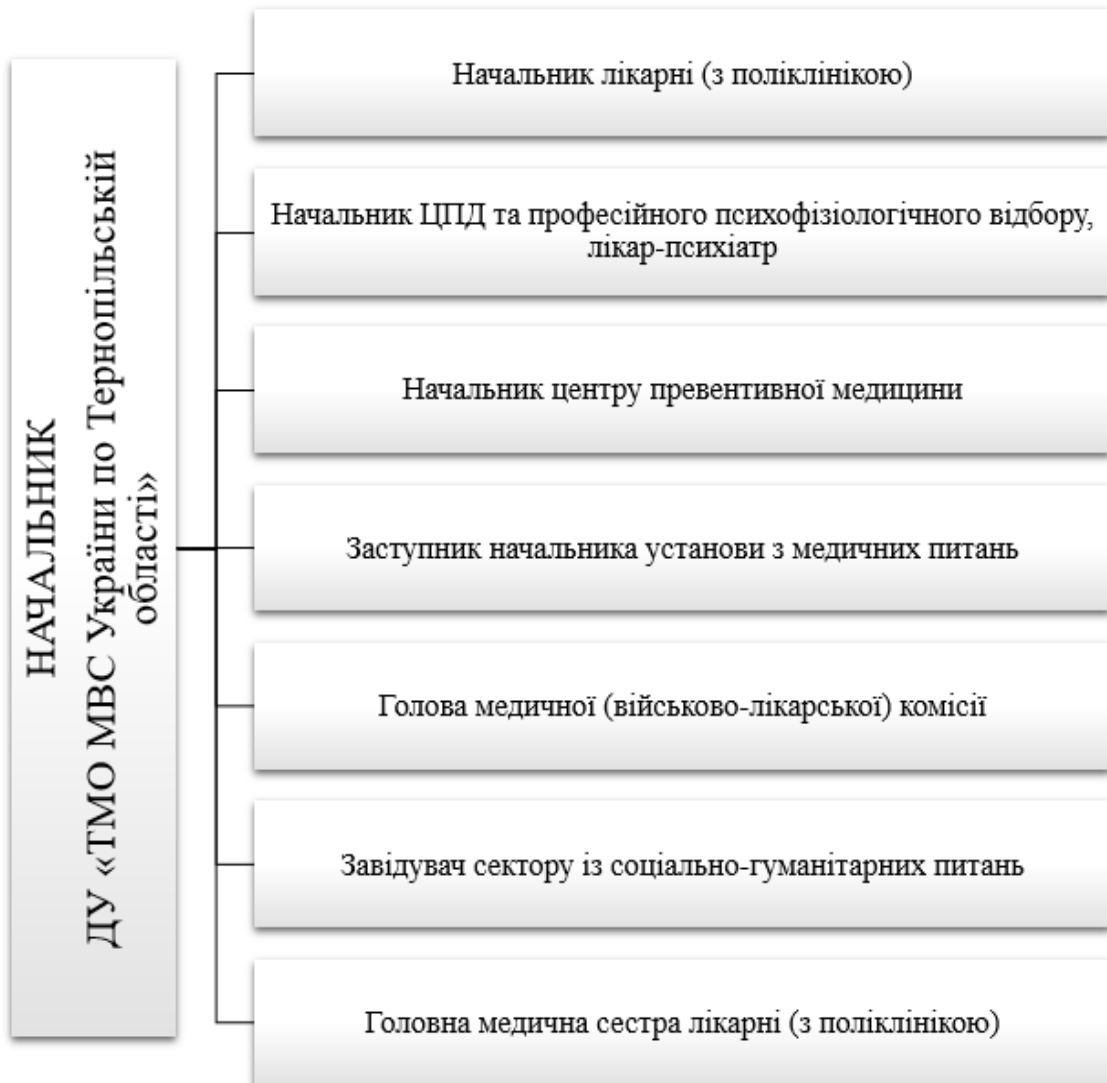 НАЧАЛЬНИК
ДУ «ТМО МВС України по Тернопільській
області»
Начальник лікарні (з поліклінікою)
Начальник ЦПД та професійного психофізіологічного відбору,
лікар-психіатр
Начальник центру превентивної медицини
Заступник начальника установи з медичних питань
Голова медичної (військово-лікарської) комісії
Завідувач сектору із соціально-гуманітарних питань
Головна медична сестра лікарні (з поліклінікою)